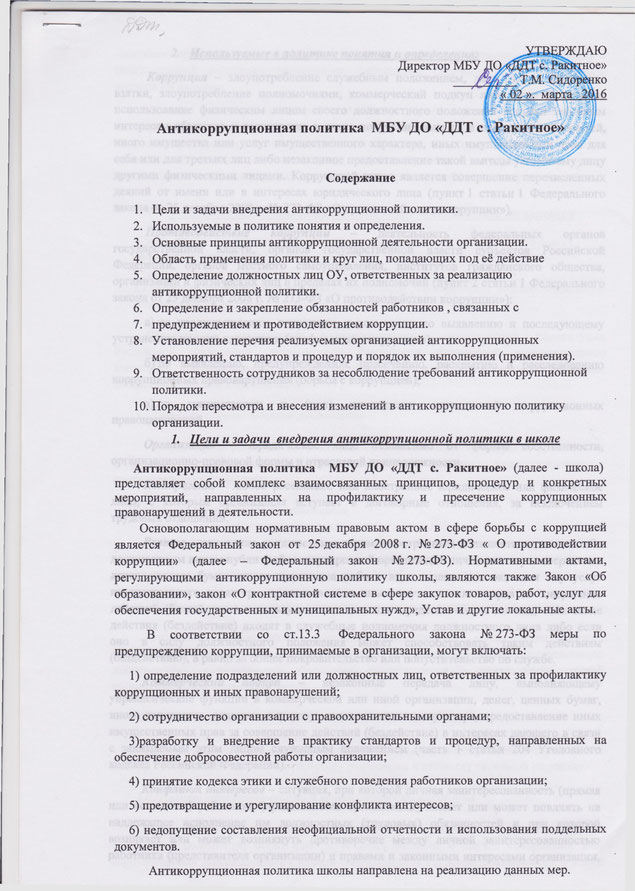 УТВЕРЖДАЮ
Директор МБУ ДО «ДДТ с. Ракитное»
Т.М. Сидоренко
« 02 ». марта 2016
Антикоррупционная политика МБУ ДО «ДДТ с . Ракитное»
Содержание
1. Цели и задачи внедрения антикоррупционной политики.
2. Используемые в политике понятия и определения.
3. Основные принципы антикоррупционной деятельности организации.
4. Область применения политики и круг лиц, попадающих под её действие
5. Определение должностных лиц ОУ, ответственных за реализацию
антикоррупционной политики.
6. Определение и закрепление обязанностей работников , связанных с
7. предупреждением и противодействием коррупции.
8. Установление перечня реализуемых организацией антикоррупционных
мероприятий, стандартов и процедур и порядок их выполнения (применения).
9. Ответственность сотрудников за несоблюдение требований антикоррупционной
политики.
10. Порядок пересмотра и внесения изменений в антикоррупционную политику
организации.
1. Цели и задачи внедрения антикоррупционной политики в школе
Антикоррупционная политика МБУ ДО «ДДТ с. Ракитное» (далее - школа)
представляет собой комплекс взаимосвязанных принципов, процедур и конкретных
мероприятий, направленных на профилактику и пресечение коррупционных
правонарушений в деятельности.
Основополагающим нормативным правовым актом в сфере борьбы с коррупцией
является Федеральный закон от 25 декабря 2008 г. № 273-ФЗ « О противодействии
коррупции» (далее – Федеральный закон № 273-ФЗ). Нормативными актами,
регулирующими антикоррупционную политику школы, являются также Закон «Об
образовании», закон «О контрактной системе в сфере закупок товаров, работ, услуг для
обеспечения государственных и муниципальных нужд», Устав и другие локальные акты.
В соответствии со ст.13.3 Федерального закона № 273-ФЗ меры по
предупреждению коррупции, принимаемые в организации, могут включать:
1) определение подразделений или должностных лиц, ответственных за профилактику
коррупционных и иных правонарушений;
2) сотрудничество организации с правоохранительными органами;
3)разработку и внедрение в практику стандартов и процедур, направленных на
обеспечение добросовестной работы организации;
4) принятие кодекса этики и служебного поведения работников организации;
5) предотвращение и урегулирование конфликта интересов;
6) недопущение составления неофициальной отчетности и использования поддельных
документов.
Антикоррупционная политика школы направлена на реализацию данных мер.